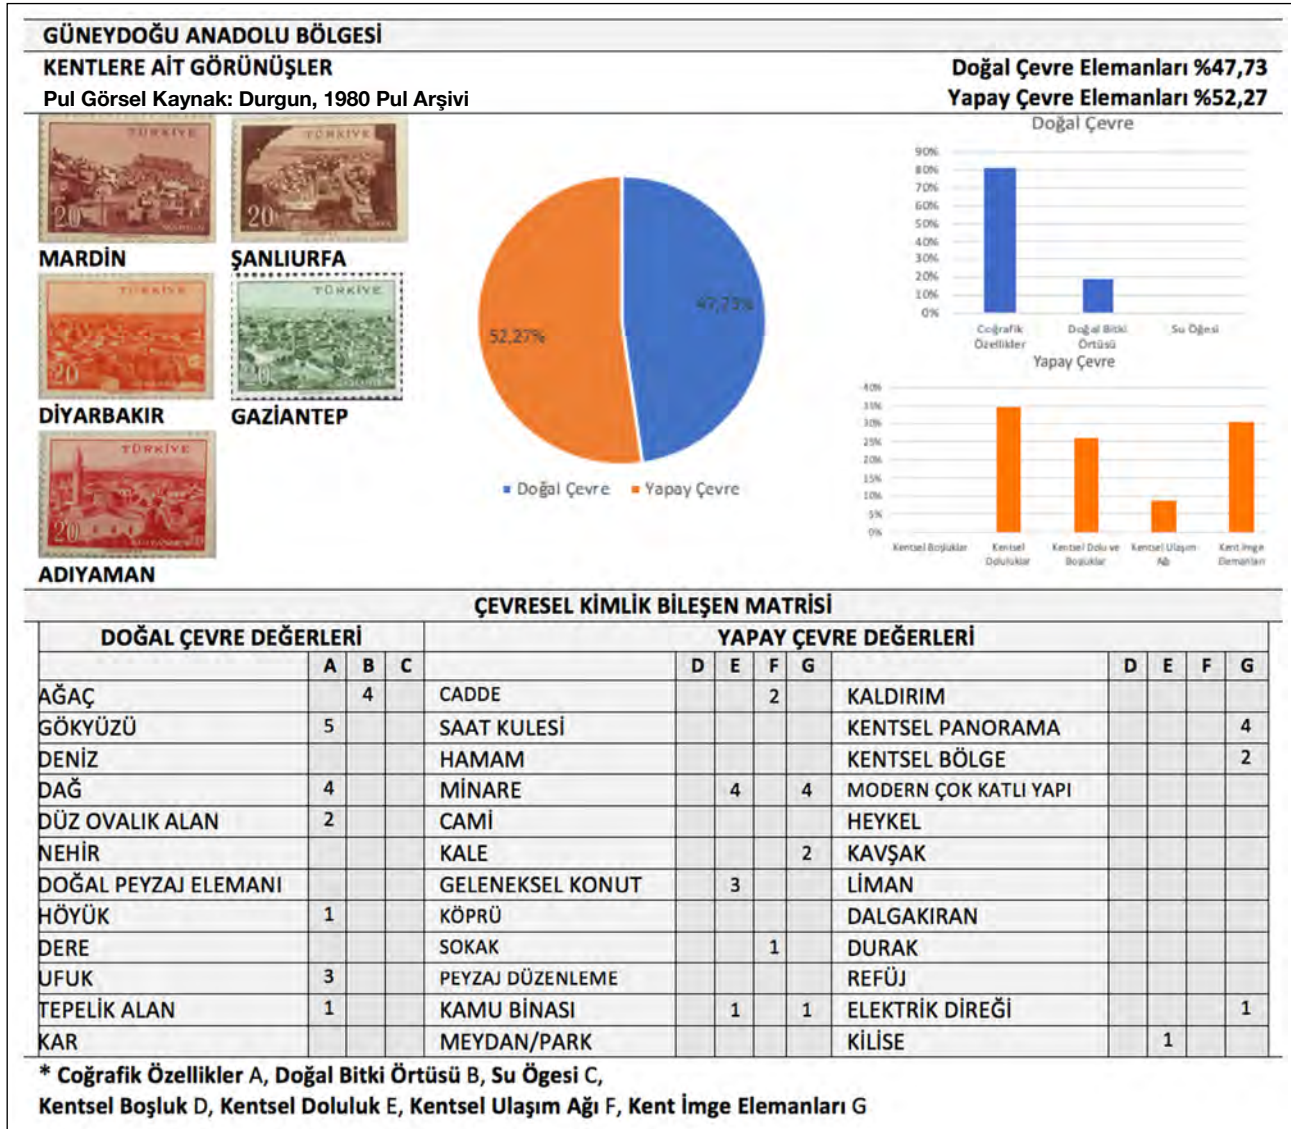 GÜNEYDOĞU ANADOLU BÖLGESİ
KENTLERE AİT GÖRÜNÜŞLER
Doğal Çevre Elemanları %47,73
Pul Görsel Kaynak: Durgun, 1980 Pul Arşivi
Yapay Çevre Elemanları %52,27
TÜRKİYE
20
MARDİN
TÜRKİYE
20
ŞANLIURFA
TÜRKİYE
20
DİYARBAKIR
TÜRKİYE
20
GAZİANTEP
TÜRKİYE
20
ADIYAMAN
47,73%
52,27%
Doğal Çevre Yapay Çevre
Doğal Çevre
90%
80%
70%
60%
50%
40%
30%
20%
10%
0%
Coğrafik Özellikler
Doğal Bitki Örtüsü
Su Öğesi
Yapay Çevre
40%
35%
30%
25%
20%
15%
10%
5%
0%
Kentsel Boşluklar
Kentsel Doluluklar
Kentsel Dolu ve Boşluklar
Kentsel Ulaşım Ağı
Kent İmge Elemanları
ÇEVRESEL KİMLİK BİLEŞEN MATRİSİ
DOĞAL ÇEVRE DEĞERLERİ YAPAY ÇEVRE DEĞERLERİ
A B C D E F G D E F G
AĞAÇ 4 CADDE 2 KALDIRIM
GÖKYÜZÜ 5 SAAT KULESİ KENTSEL PANORAMA 4
DENİZ HAMAM KENTSEL BÖLGE 2
DAĞ 4 MİNARE 4 4 MODERN ÇOK KATLI YAPI
DÜZ OVALIK ALAN 2 CAMİ HEYKEL
NEHİR KALE 2 KAVŞAK
DOĞAL PEYZAJ ELEMANI GELENEKSEL KONUT 3 LİMAN
HÖYÜK 1 KÖPRÜ DALGAKIRAN
DERE SOKAK 1 DURAK
UFUK 3 PEYZAJ DÜZENLEME REFÜJ
TEPELİK ALAN 1 KAMU BİNASI 1 1 ELEKTRİK DİREĞİ 1
KAR MEYDAN/PARK KİLİSE 1
* Coğrafik Özellikler A, Doğal Bitki Örtüsü B, Su Ögesi C,
Kentsel Boşluk D, Kentsel Doluluk E, Kentsel Ulaşım Ağı F, Kent İmge Elemanları G